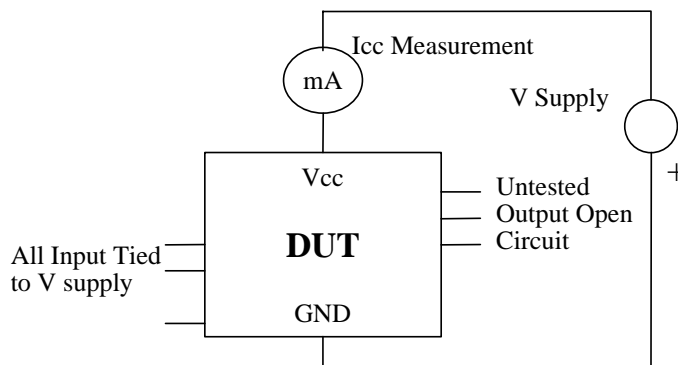 Icc Measurement
mA
V Supply
+
Vcc
Untested
Output Open
Circuit
DUT
All Input Tied
to V supply
GND